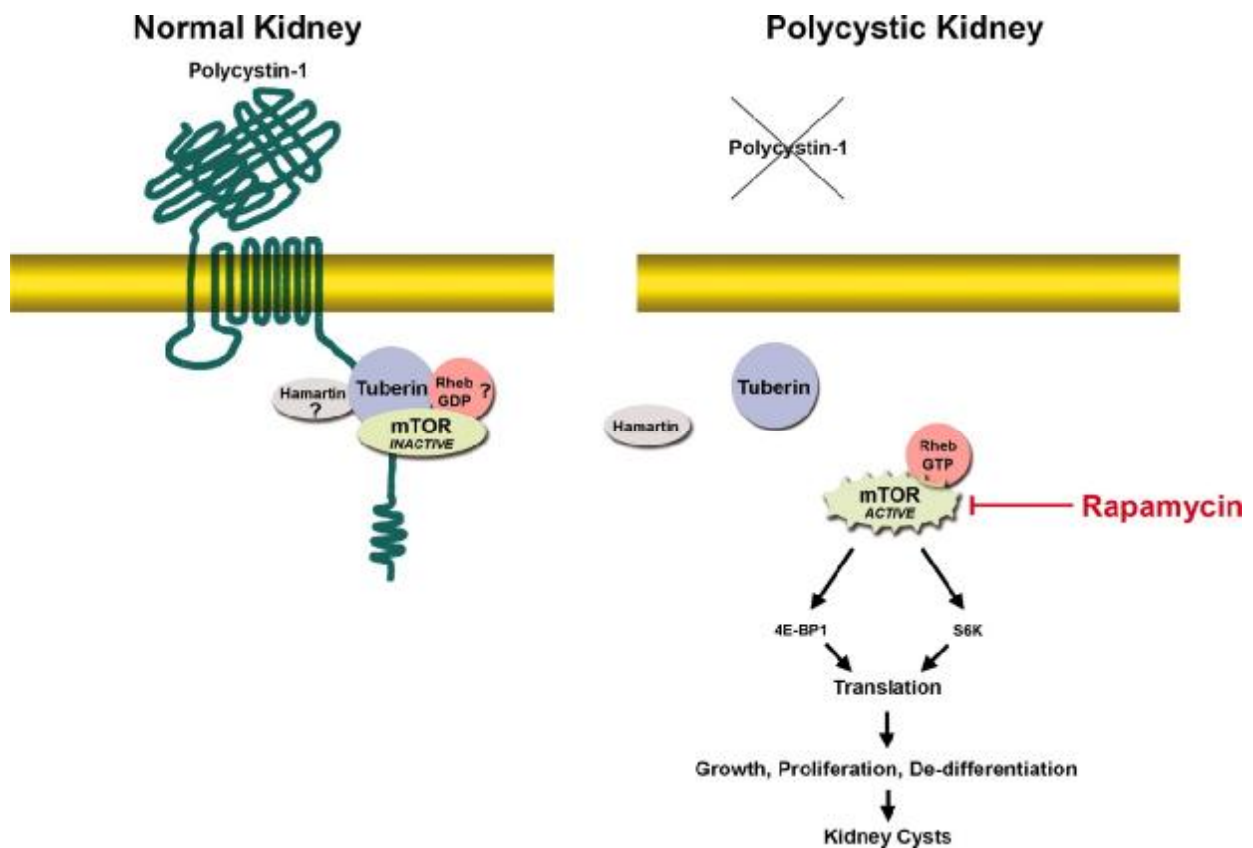 Normal Kidney
Polycystin-1
Hamartin
?
Tuberin
Rheb
GDP
?
mTOR
INACTIVE
Polycystic Kidney
Polycystin-1
Tuberin
Hamartin
Rheb
GTP
mTOR
ACTIVE
Rapamycin
4E-BP1
S6K
Translation
Growth, Proliferation, De-differentiation
Kidney Cysts